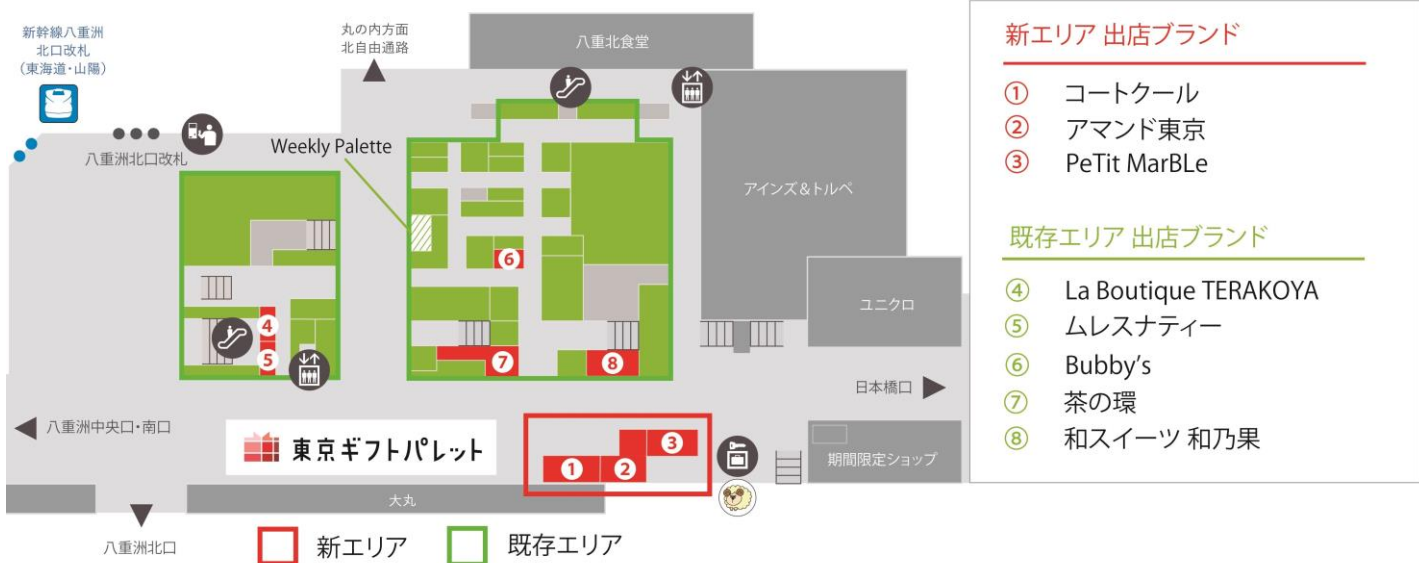 新幹線八重洲
北口改札
（東海道・山陽）
丸の内方面
北自由通路
八重北食堂
八重洲北口改札
Weekly Palette
アインズ&トルペ
ユニクロ
⑥
④
⑤
⑦
⑧
日本橋口
八重洲中央口・南口
東京ギフトパレット
③
①
②
期間限定ショップ
大丸
八重洲北口
新エリア
既存エリア
新エリア 出店ブランド
① コートクール
② アマンド東京
③ PeTit MarBLe
既存エリア 出店ブランド
④ La Boutique TERAKOYA
⑤ ムレスナティー
⑥ Bubby's
⑦ 茶の環
⑧ 和スイーツ 和乃果